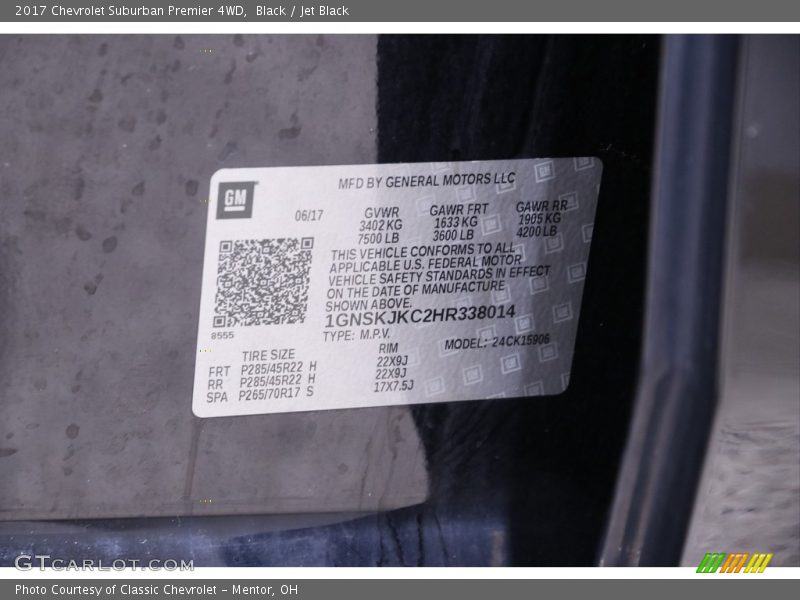 2017 Chevrolet Suburban Premier 4WD,  Black / Jet Black
GM
MFD BY GENERAL MOTORS LLC
06/17
GVWR GAWR FRT GAWR RR
3402 KG 1633 KG 1905 KG
7500 LB 3600 LB 4200 LB
THIS VEHICLE CONFORMS TO ALL
APPLICABLE U.S. FEDERAL MOTOR
VEHICLE SAFETY STANDARDS IN EFFECT
ON THE DATE OF MANUFACTURE
SHOWN ABOVE.
1GNSKJKC2HR338014
8555
TYPE: M.P.V. MODEL: 24CK15906
TIRE SIZE RIM
FRT P285/45R22 H 22X9J
RR P285/45R22 H 22X9J
SPA P265/70R17 S 17X7.5J
GTCARLOT.COM
Photo Courtesy of Classic Chevrolet - Mentor, OH